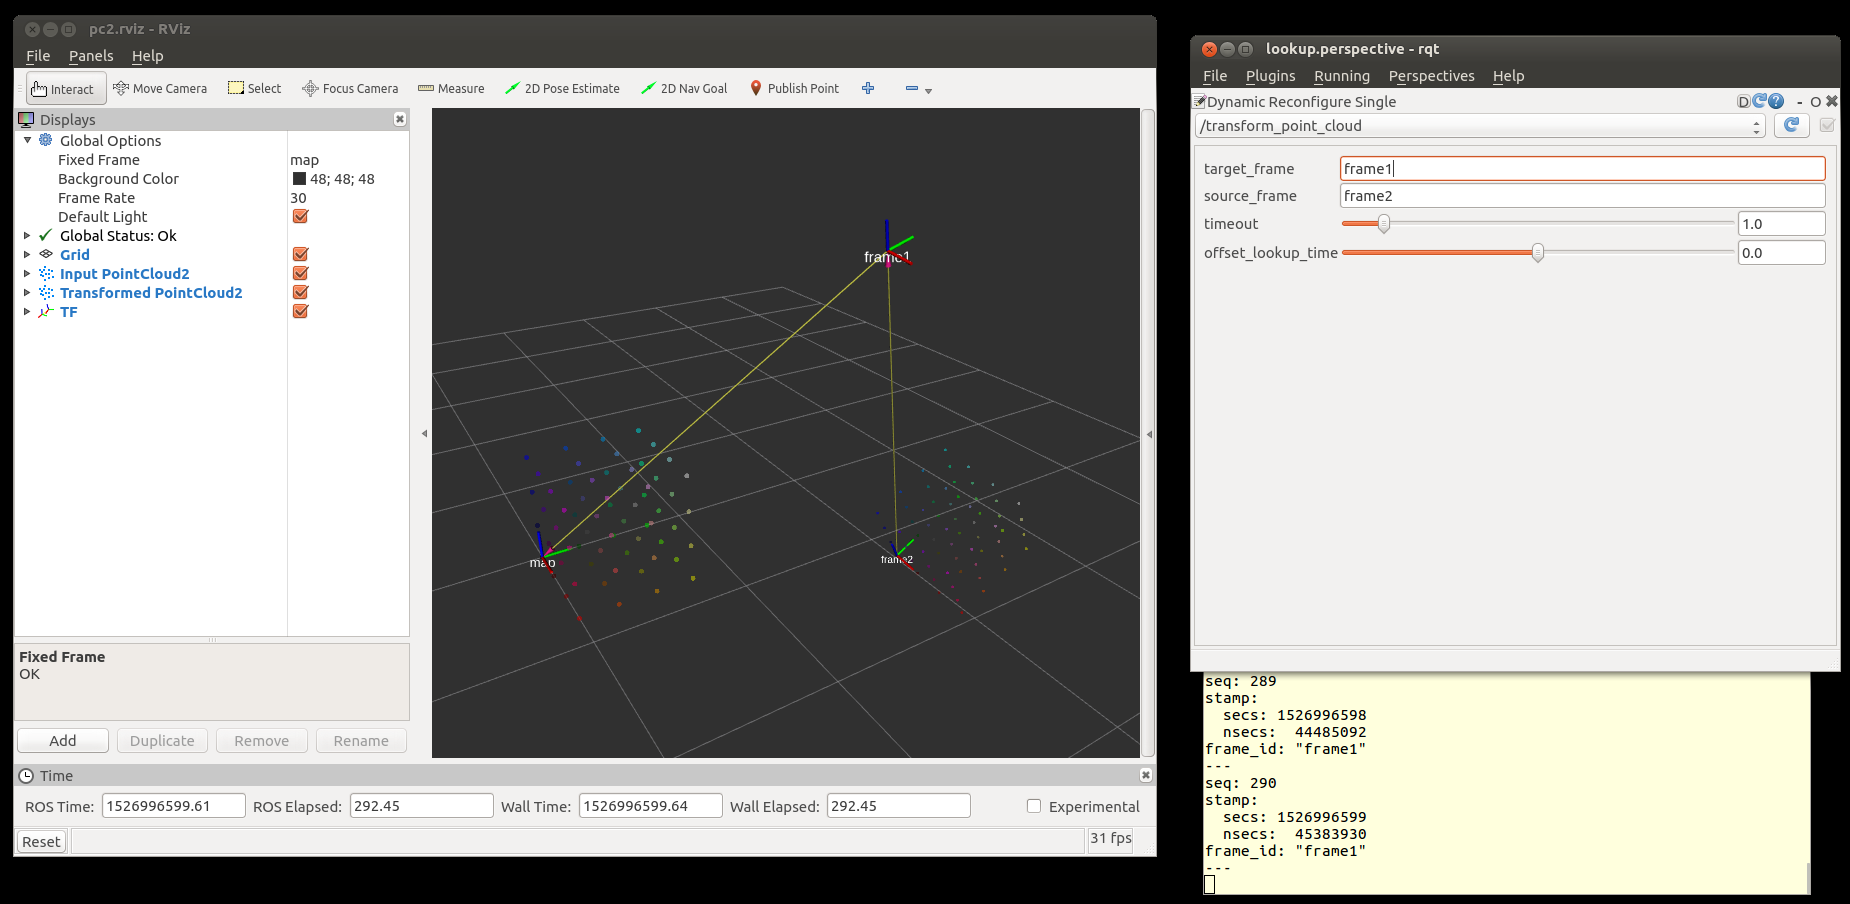 pc2.rviz - RViz
File Panels Help
Interact Move Camera Select Focus Camera Measure 2D Pose Estimate 2D Nav Goal Publish Point
Displays
Global Options
Fixed Frame map
Background Color 48; 48; 48
Frame Rate 30
Default Light
Global Status: Ok
Grid
Input PointCloud2
Transformed PointCloud2
TF
Fixed Frame
OK
Add Duplicate Remove Rename
frame1
map
frame2
Time
ROS Time: 1526996599.61 ROS Elapsed: 292.45 Wall Time: 1526996599.64 Wall Elapsed: 292.45 Experimental
Reset 31 fps
lookup.perspective - rqt
File Plugins Running Perspectives Help
Dynamic Reconfigure Single D ? - O
/transform_point_cloud
target_frame frame1
source_frame frame2
timeout 1.0
offset_lookup_time 0.0
seq: 289
stamp:
secs: 1526996598
nsecs: 44485092
frame_id: "frame1"
---
seq: 290
stamp:
secs: 1526996599
nsecs: 45383930
frame_id: "frame1"
---